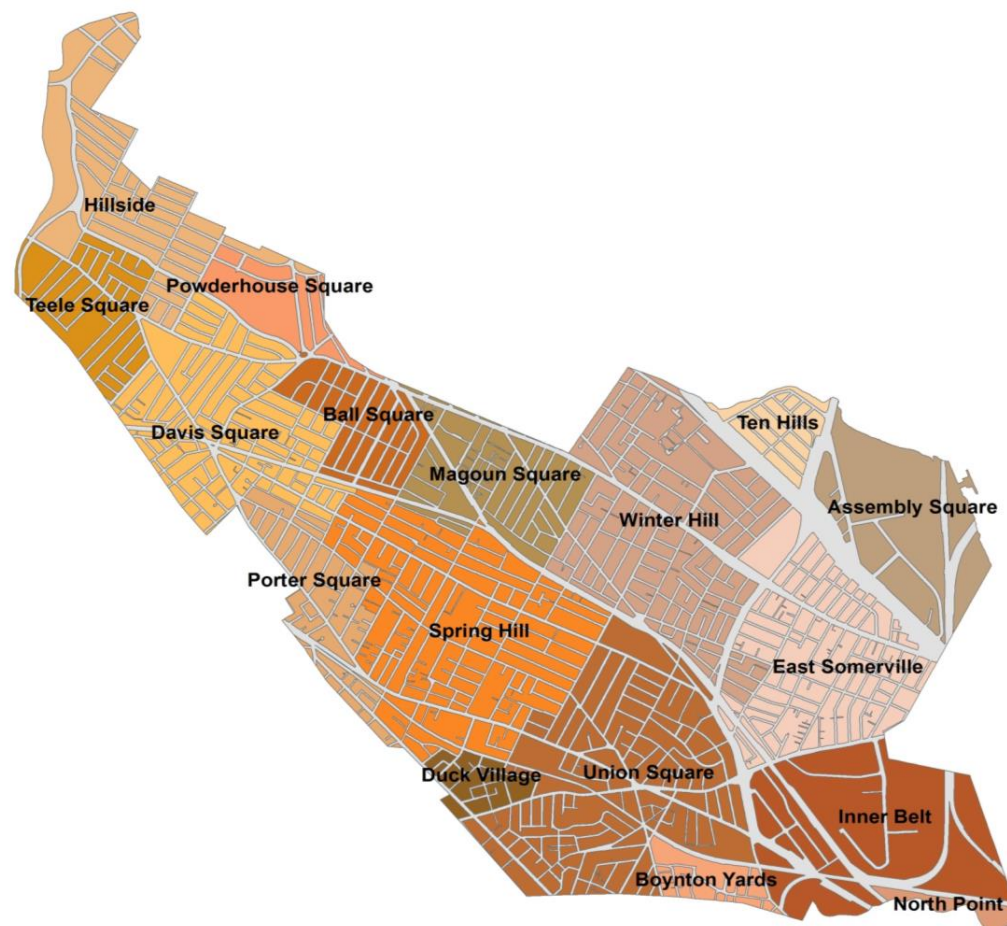 Hillside
Powderhouse Square
Teele Square
Ball Square
Ten Hills
Davis Square
Magoun Square
Assembly Square
Winter Hill
Porter Square
Spring Hill
East Somerville
Duck Village
Union Square
Inner Belt
Boynton Yards
North Point